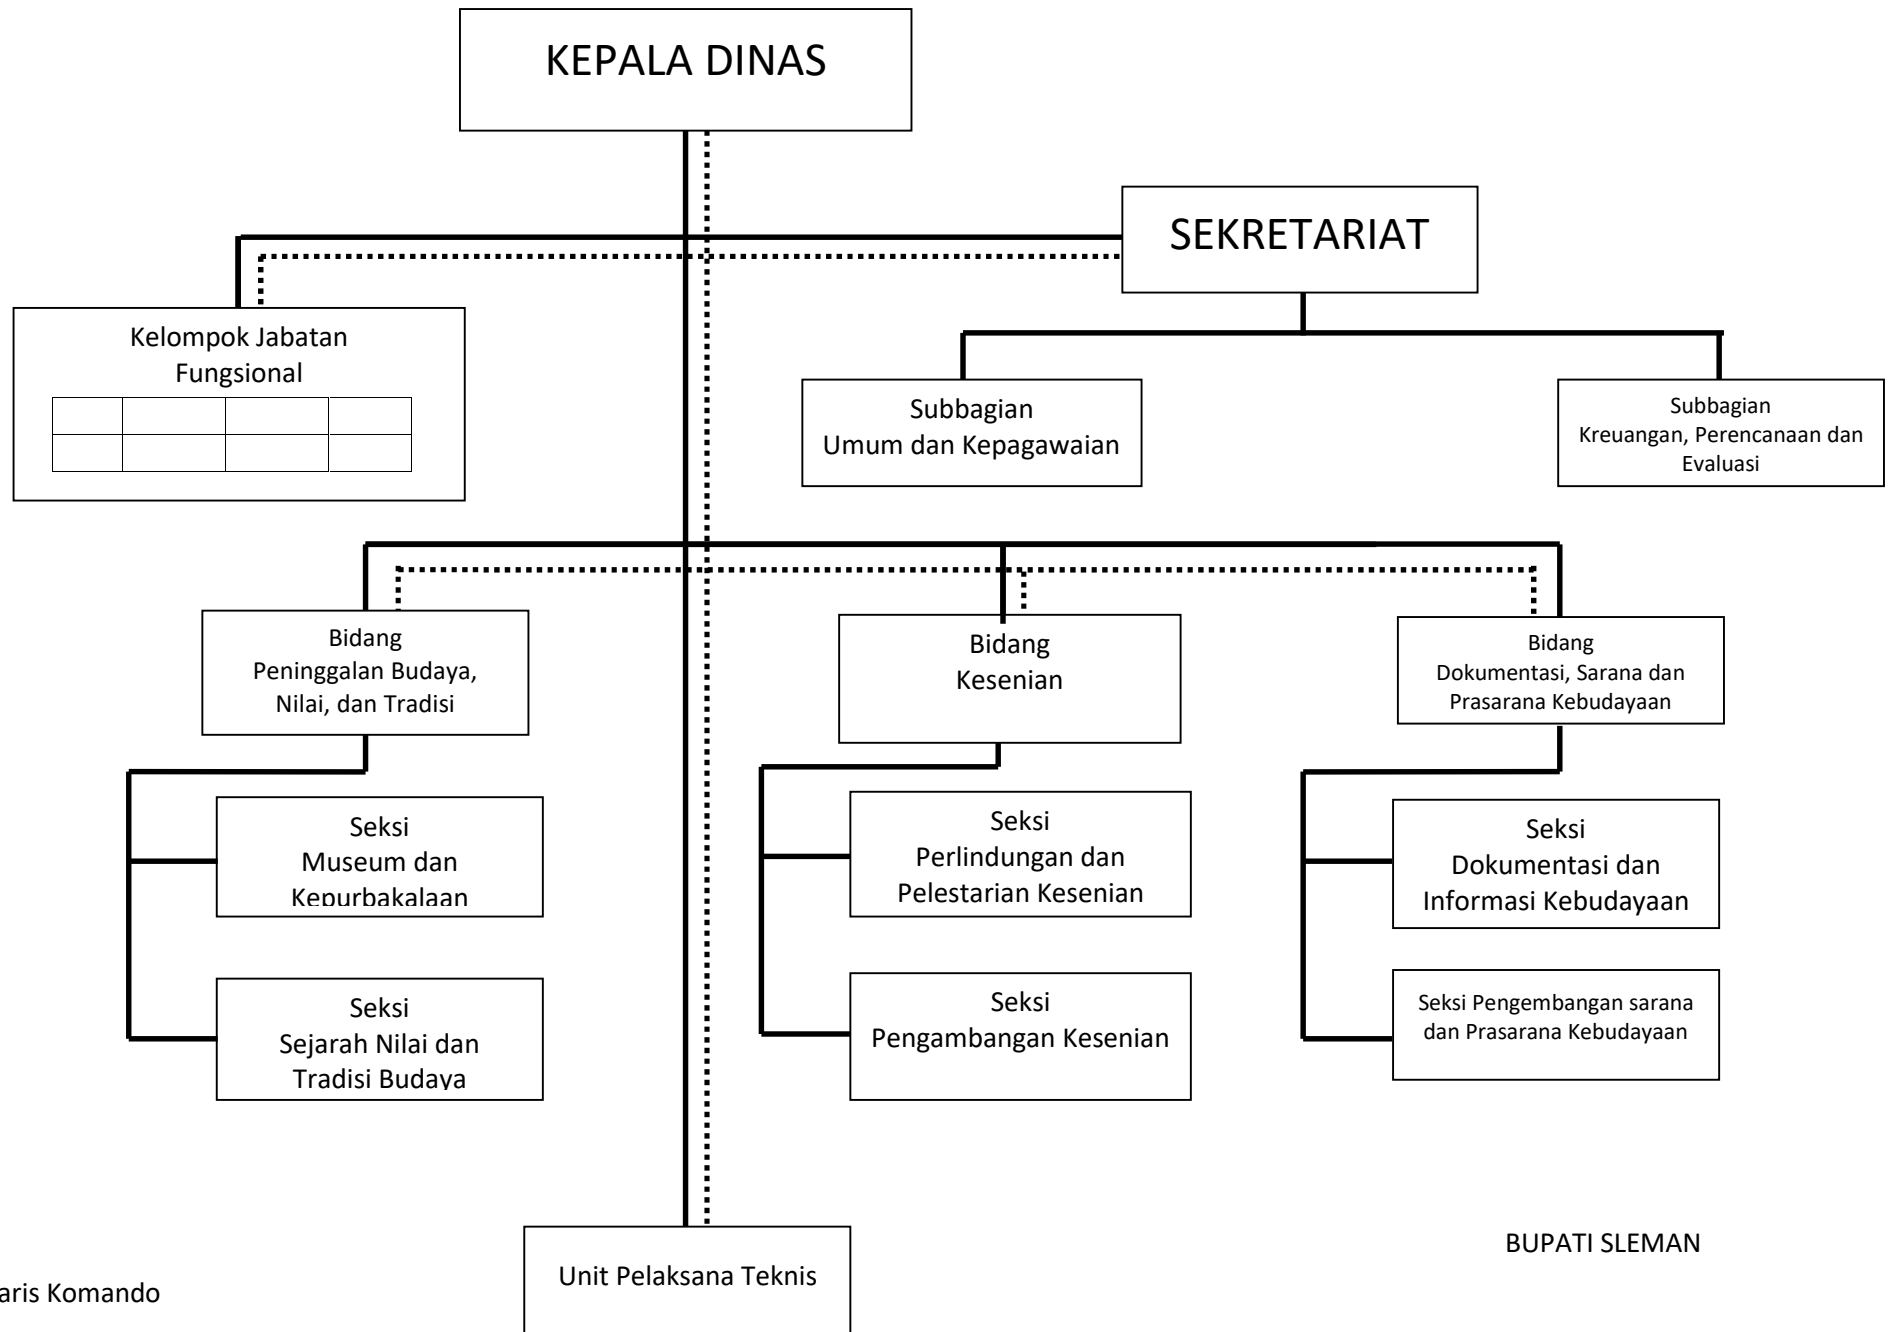 KEPALA DINAS
SEKRETARIAT
Kelompok Jabatan
Fungsional
Subbagian
Umum dan Kepagawaian
Subbagian
Kreuangan, Perencanaan dan
Evaluasi
Bidang
Peninggalan Budaya,
Nilai, dan Tradisi
Bidang
Kesenian
Bidang
Dokumentasi, Sarana dan
Prasarana Kebudayaan
Seksi
Museum dan
Kepurbakalaan
Seksi
Perlindungan dan
Pelestarian Kesenian
Seksi
Dokumentasi dan
Informasi Kebudayaan
Seksi
Sejarah Nilai dan
Tradisi Budaya
Seksi
Pengambangan Kesenian
Seksi Pengembangan sarana
dan Prasarana Kebudayaan
Unit Pelaksana Teknis
BUPATI SLEMAN
aris Komando